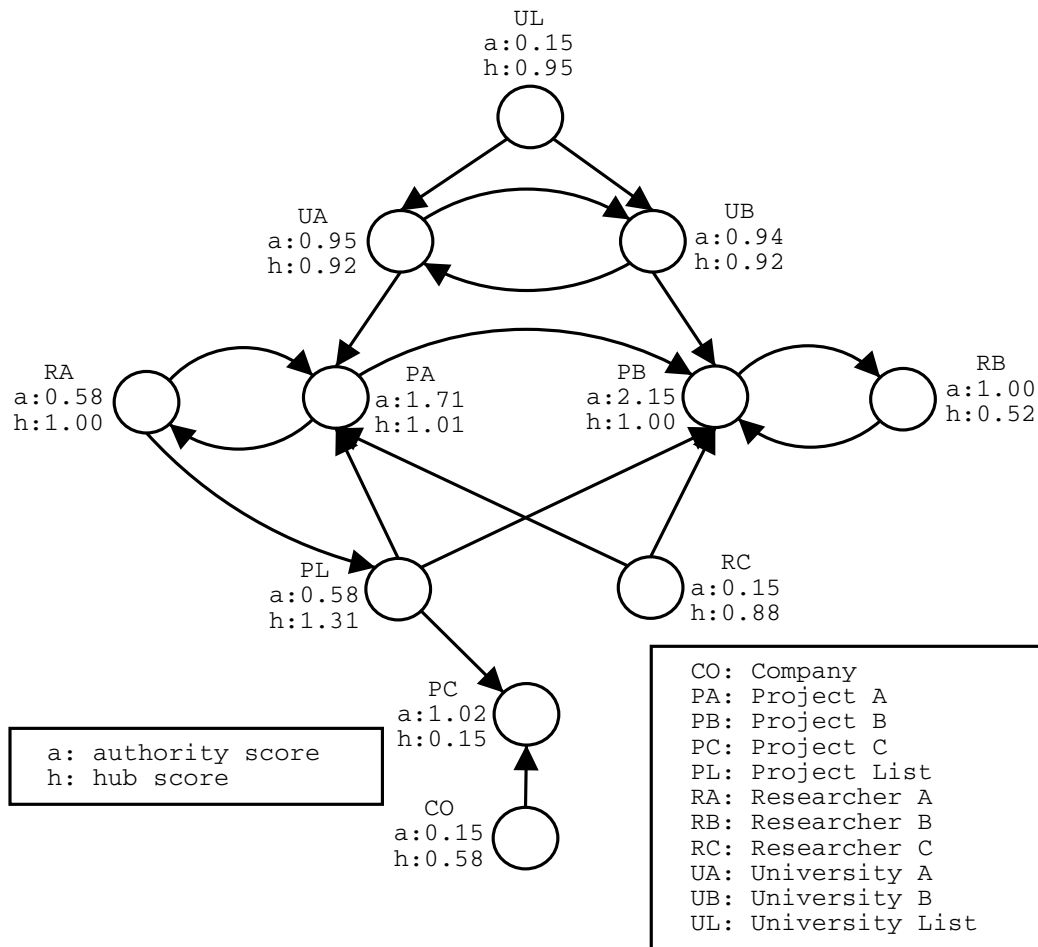 UL
a:0.15
h:0.95
UA
a:0.95
h:0.92
UB
a:0.94
h:0.92
RA
a:0.58
h:1.00
PA
a:1.71
h:1.01
PB
a:2.15
h:1.00
RB
a:1.00
h:0.52
PL
a:0.58
h:1.31
RC
a:0.15
h:0.88
PC
a:1.02
h:0.15
CO
a:0.15
h:0.58
a: authority score
h: hub score
CO: Company
PA: Project A
PB: Project B
PC: Project C
PL: Project List
RA: Researcher A
RB: Researcher B
RC: Researcher C
UA: University A
UB: University B
UL: University List